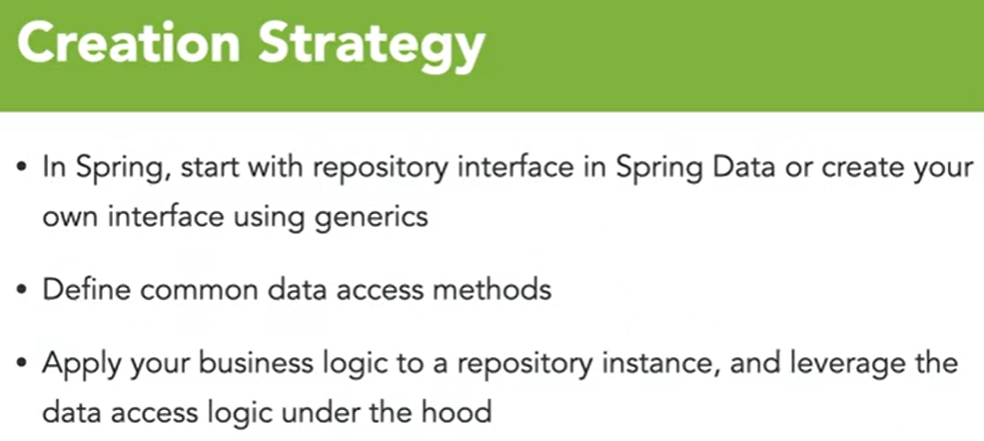 Creation Strategy
• In Spring, start with repository interface in Spring Data or create your
own interface using generics
• Define common data access methods
• Apply your business logic to a repository instance, and leverage the
data access logic under the hood